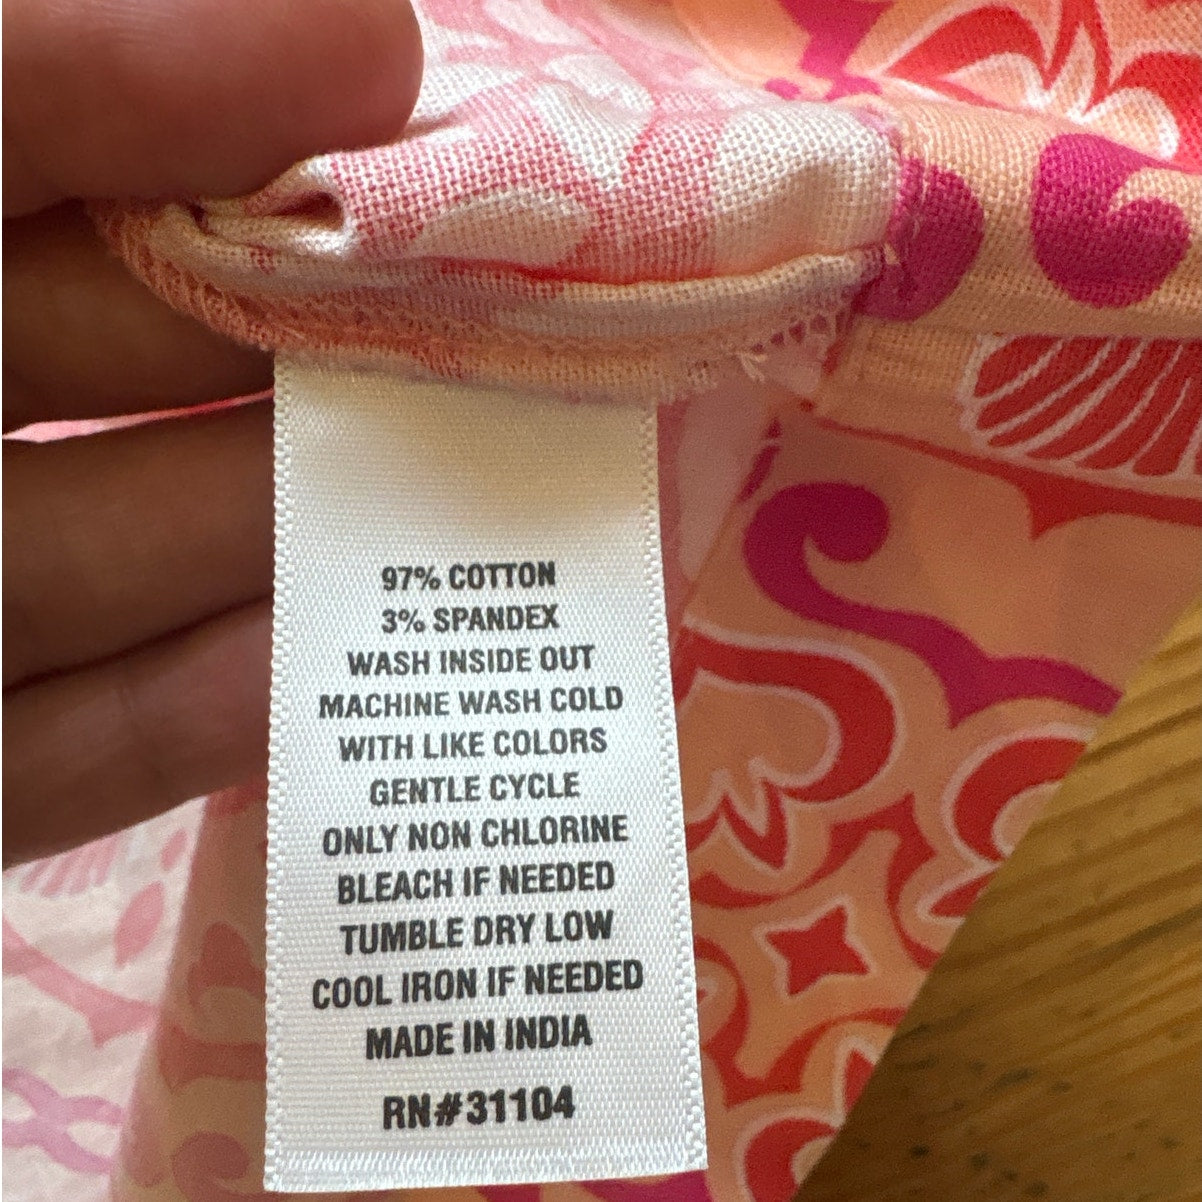 97% COTTON
3% SPANDEX
WASH INSIDE OUT
MACHINE WASH COLD
WITH LIKE COLORS
GENTLE CYCLE
ONLY NON CHLORINE
BLEACH IF NEEDED
TUMBLE DRY LOW
COOL IRON IF NEEDED
MADE IN INDIA
RN#31104